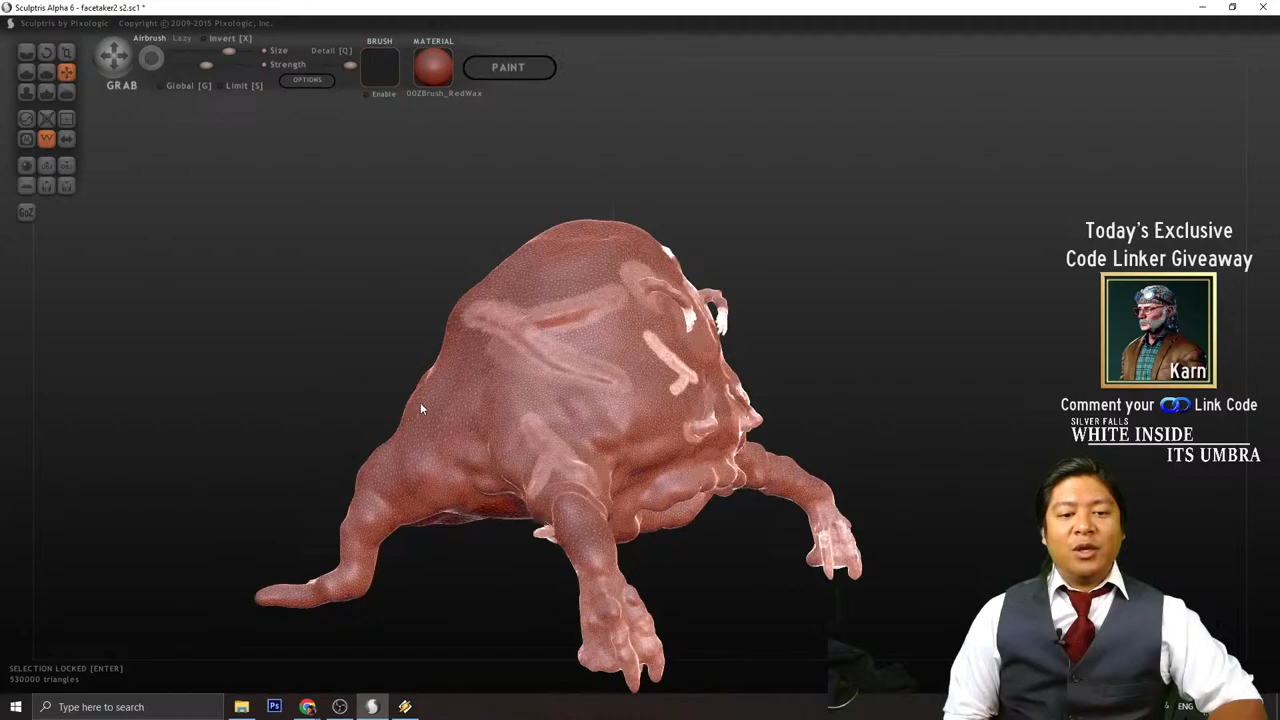 Sculptris Alpha 6 - facetaker2 s2.sc1 *
Sculptris by Pixologic Copyright © 2009-2015 Pixologic, Inc.
Airbrush Lazy Invert [X]
Size Detail [Q]
Strength
GRAB Global [G] Limit [S] OPTIONS
BRUSH
Enable
MATERIAL
00ZBrush_RedWax
PAINT
GoZ
Today's Exclusive
Code Linker Giveaway
Karn
Comment your Link Code
SILVER FALLS
WHITE INSIDE
ITS UMBRA
SELECTION LOCKED [ENTER]
530000 triangles
Type here to search
Ps
ENG